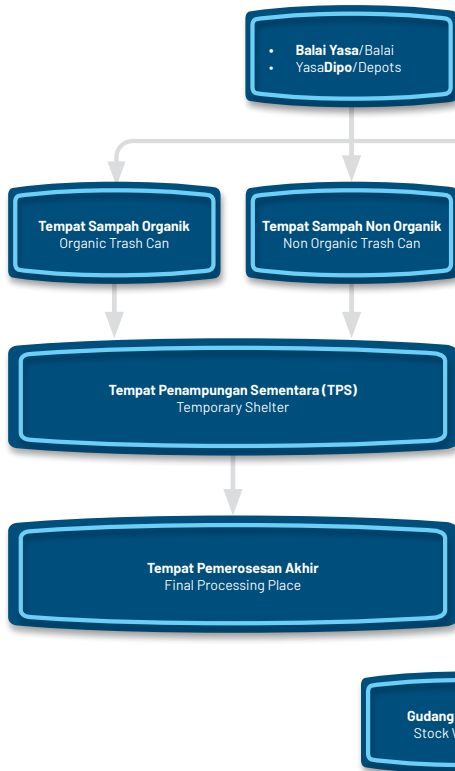 • Balai Yasa/Balai
• YasaDipo/Depots
Tempat Sampah Organik
Organic Trash Can
Tempat Sampah Non Organik
Non Organic Trash Can
Tempat Penampungan Sementara (TPS)
Temporary Shelter
Tempat Pemerosesan Akhir
Final Processing Place
Gudang
Stock